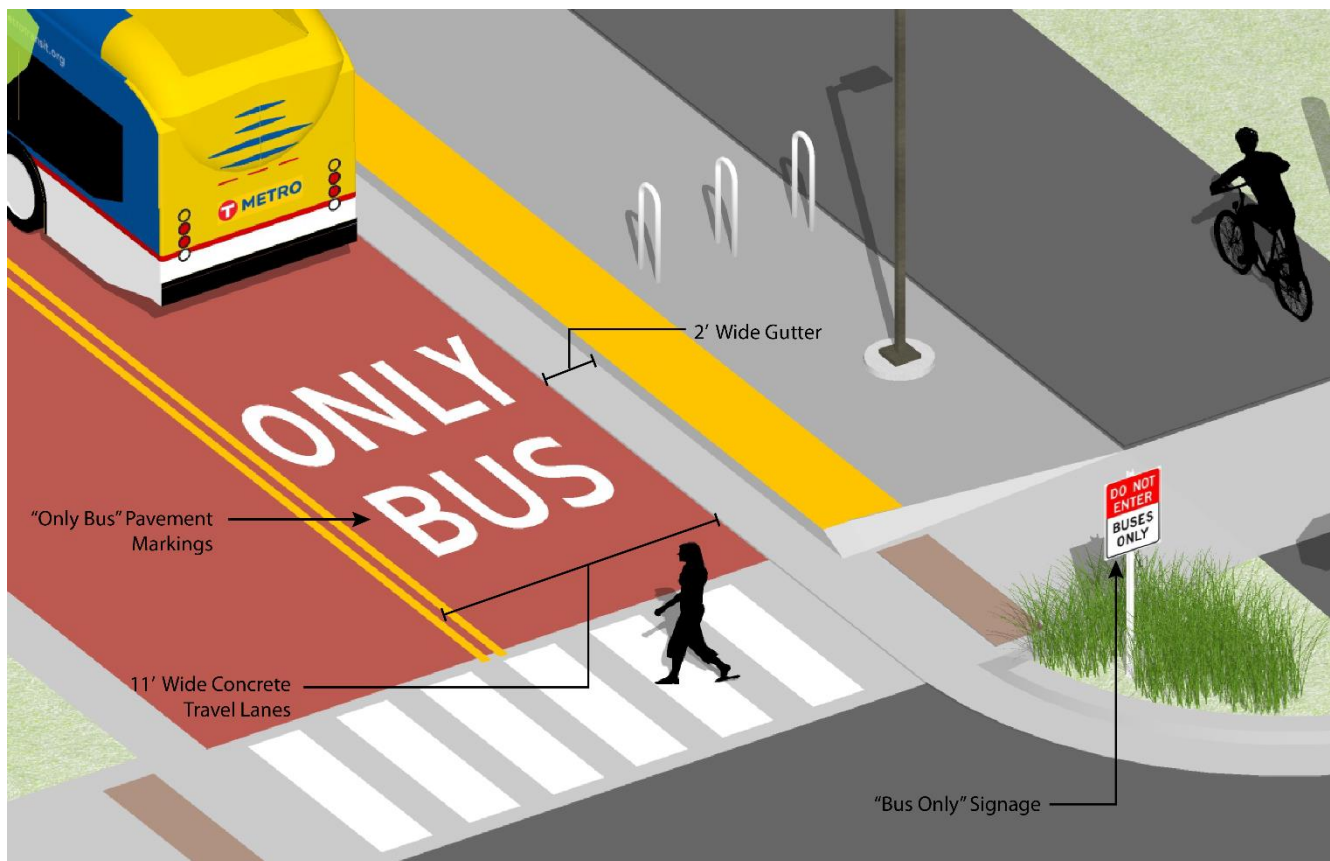 METRO
2' Wide Gutter
ONLY
BUS
DO NOT
ENTER
BUSES
ONLY
"Only Bus" Pavement
Markings
11' Wide Concrete
Travel Lanes
"Bus Only" Signage